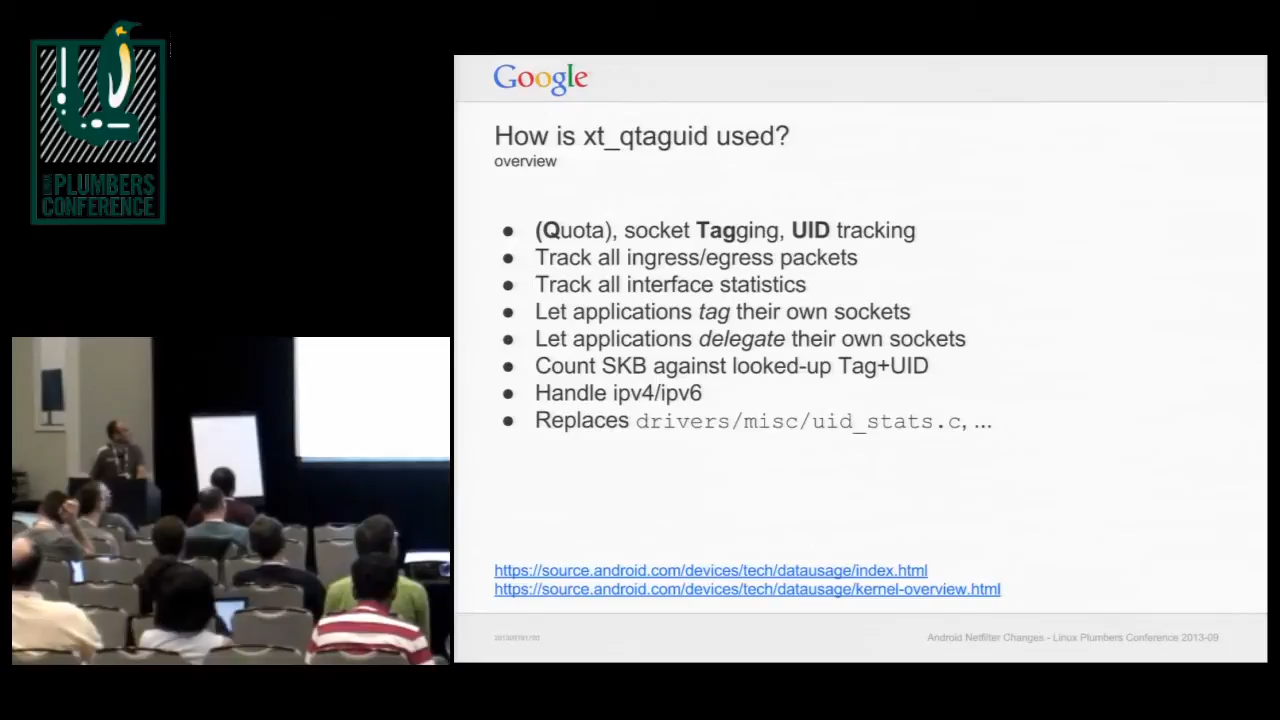 LINUX
PLUMBERS
CONFERENCE
Google
How is xt_qtaguid used?
overview
● (Quota), socket Tagging, UID tracking
● Track all ingress/egress packets
● Track all interface statistics
● Let applications tag their own sockets
● Let applications delegate their own sockets
● Count SKB against looked-up Tag+UID
● Handle ipv4/ipv6
● Replaces drivers/misc/uid_stats.c, ...
https://source.android.com/devices/tech/datausage/index.html
https://source.android.com/devices/tech/datausage/kernel-overview.html
Android Netfilter Changes - Linux Plumbers Conference 2013-09